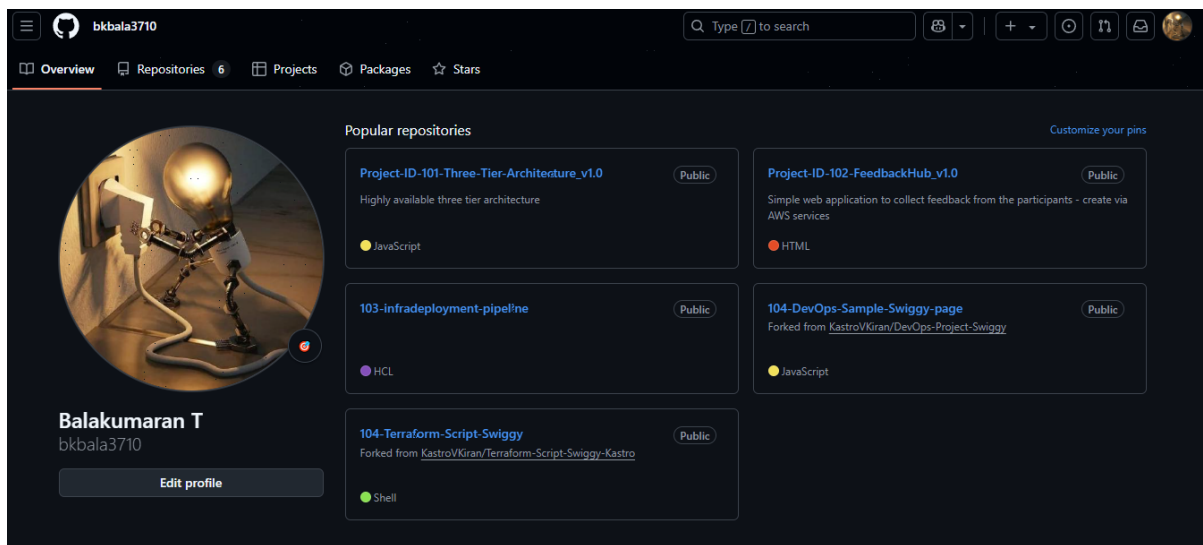 bkbala3710
Type / to search
Overview
Repositories 6
Projects
Packages
Stars
Popular repositories
Customize your pins
Project-ID-101-Three-Tier-Architecture_v1.0
Public
Highly available three tier architecture
JavaScript
Project-ID-102-FeedbackHub_v1.0
Public
Simple web application to collect feedback from the participants - create via
AWS services
HTML
103-infradeployment-pipeline
Public
HCL
104-DevOps-Sample-Swiggy-page
Public
Forked from KastroVKiran/DevOps-Project-Swiggy
JavaScript
104-Terraform-Script-Swiggy
Public
Forked from KastroVKiran/Terraform-Script-Swiggy-Kastro
Shell
Balakumaran T
bkbala3710
Edit profile